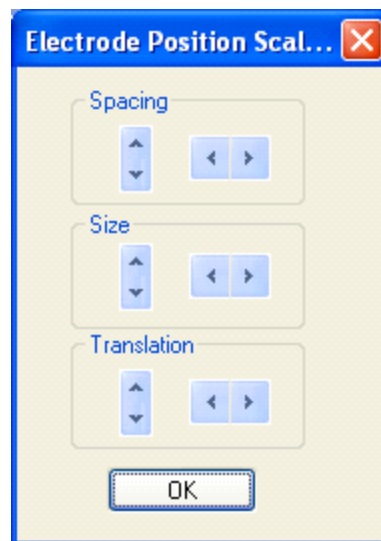 Electrode Position Scal...
Spacing
Size
Translation
OK